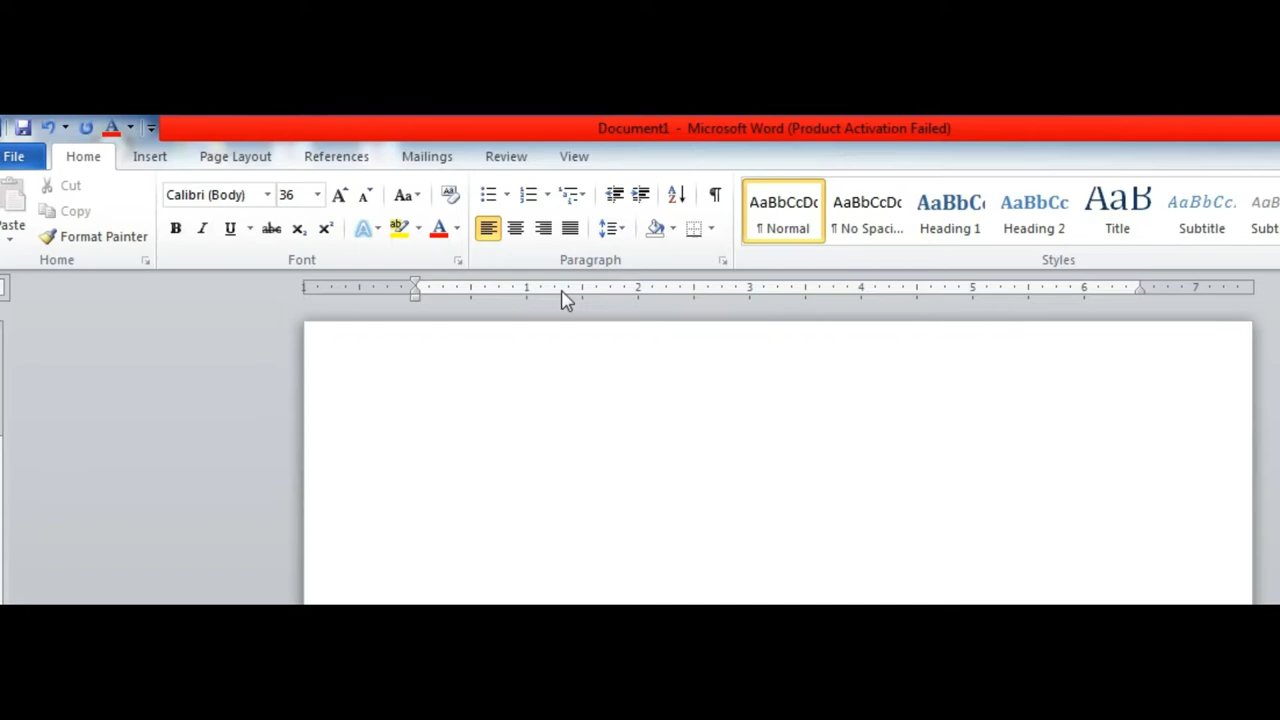 Document1 - Microsoft Word (Product Activation Failed)
File Home Insert Page Layout References Mailings Review View
Cut
Copy
Format Painter
Calibri (Body) 36
Aa
AaBbCcDc AaBbCcDc AaBbC AaBbCc AaB AaBbCc.
¶ Normal ¶ No Spaci... Heading 1 Heading 2 Title Subtitle
Home Font Paragraph Styles
1 1 2 3 4 5 6 7